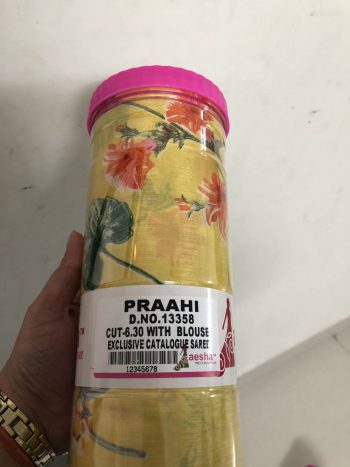 PRAAHI
D.NO.13358
CUT-6.30 WITH BLOUSE
EXCLUSIVE CATALOGUE SAREE
aesha
12345678